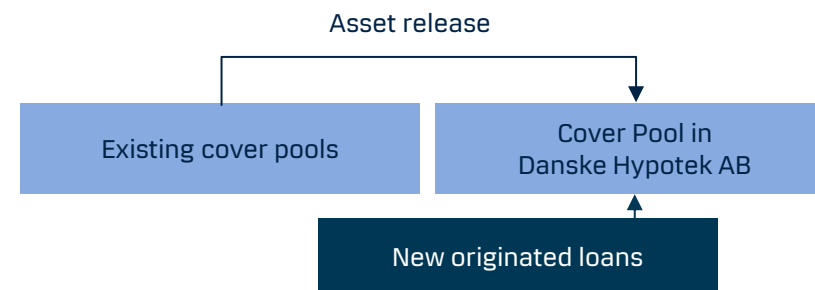 Asset release
Existing cover pools
Cover Pool in
Danske Hypotek AB
New originated loans